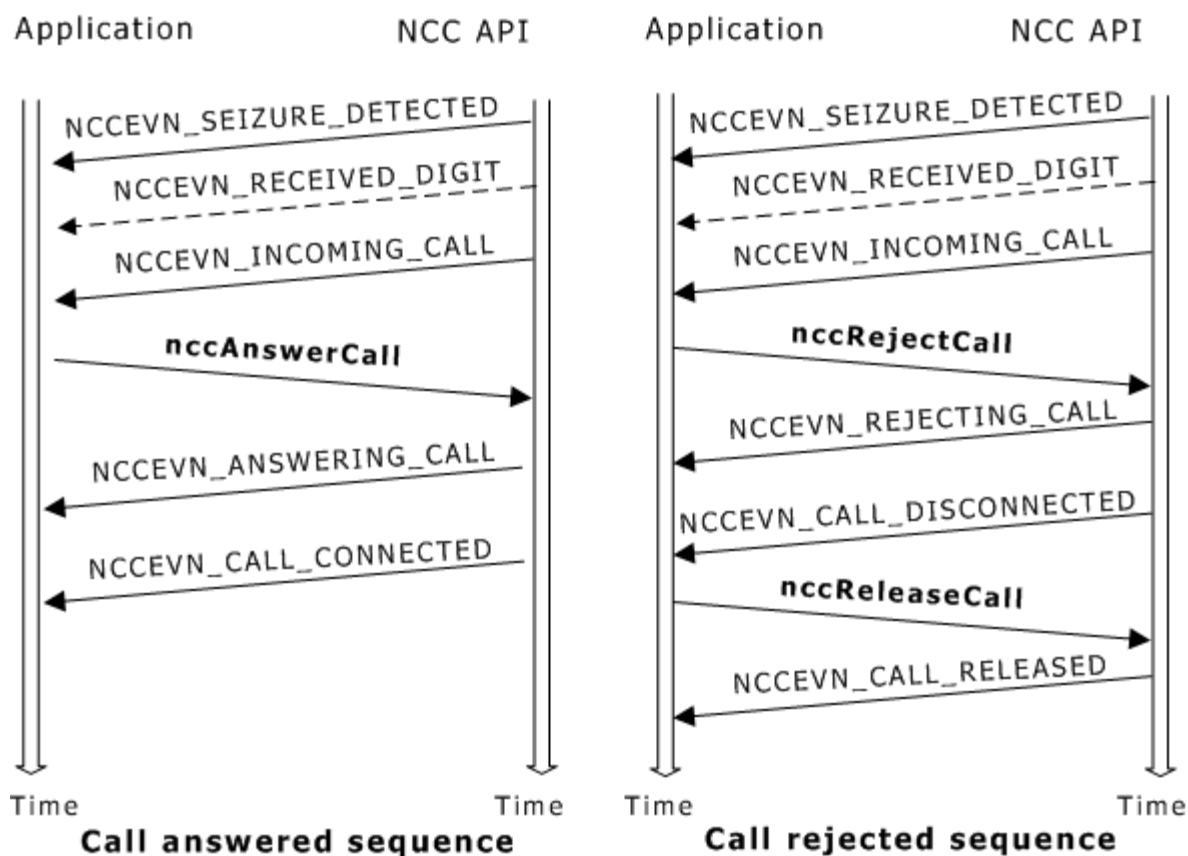 Application NCC API
NCCEVN_SEIZURE_DETECTED
NCCEVN_RECEIVED_DIGIT
NCCEVN_INCOMING_CALL
nccAnswerCall
NCCEVN_ANSWERING_CALL
NCCEVN_CALL_CONNECTED
Time Time
Call answered sequence
Application NCC API
NCCEVN_SEIZURE_DETECTED
NCCEVN_RECEIVED_DIGIT
NCCEVN_INCOMING_CALL
nccRejectCall
NCCEVN_REJECTING_CALL
NCCEVN_CALL_DISCONNECTED
nccReleaseCall
NCCEVN_CALL_RELEASED
Time Time
Call rejected sequence